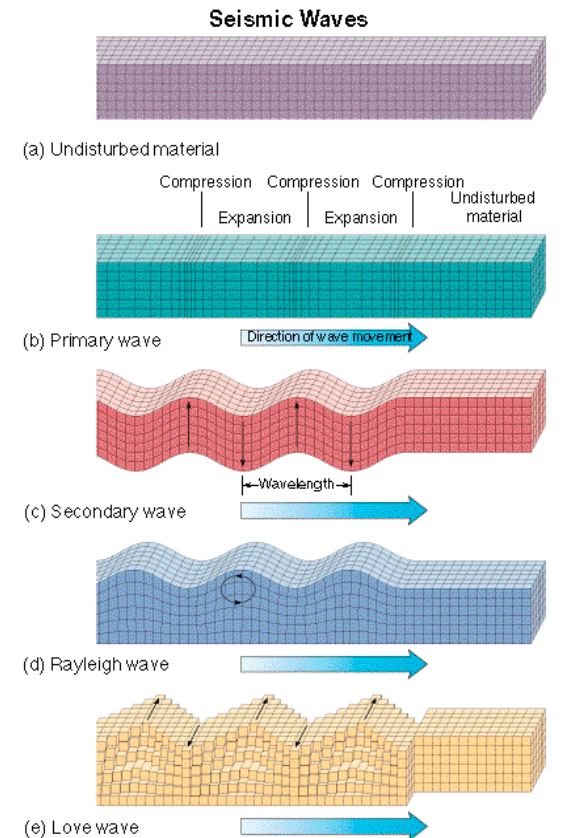 Seismic Waves
(a) Undisturbed material
Compression Compression Compression
Expansion Expansion
Undisturbed
material
(b) Primary wave
Direction of wave movement
Wavelength
(c) Secondary wave
(d) Rayleigh wave
(e) Love wave